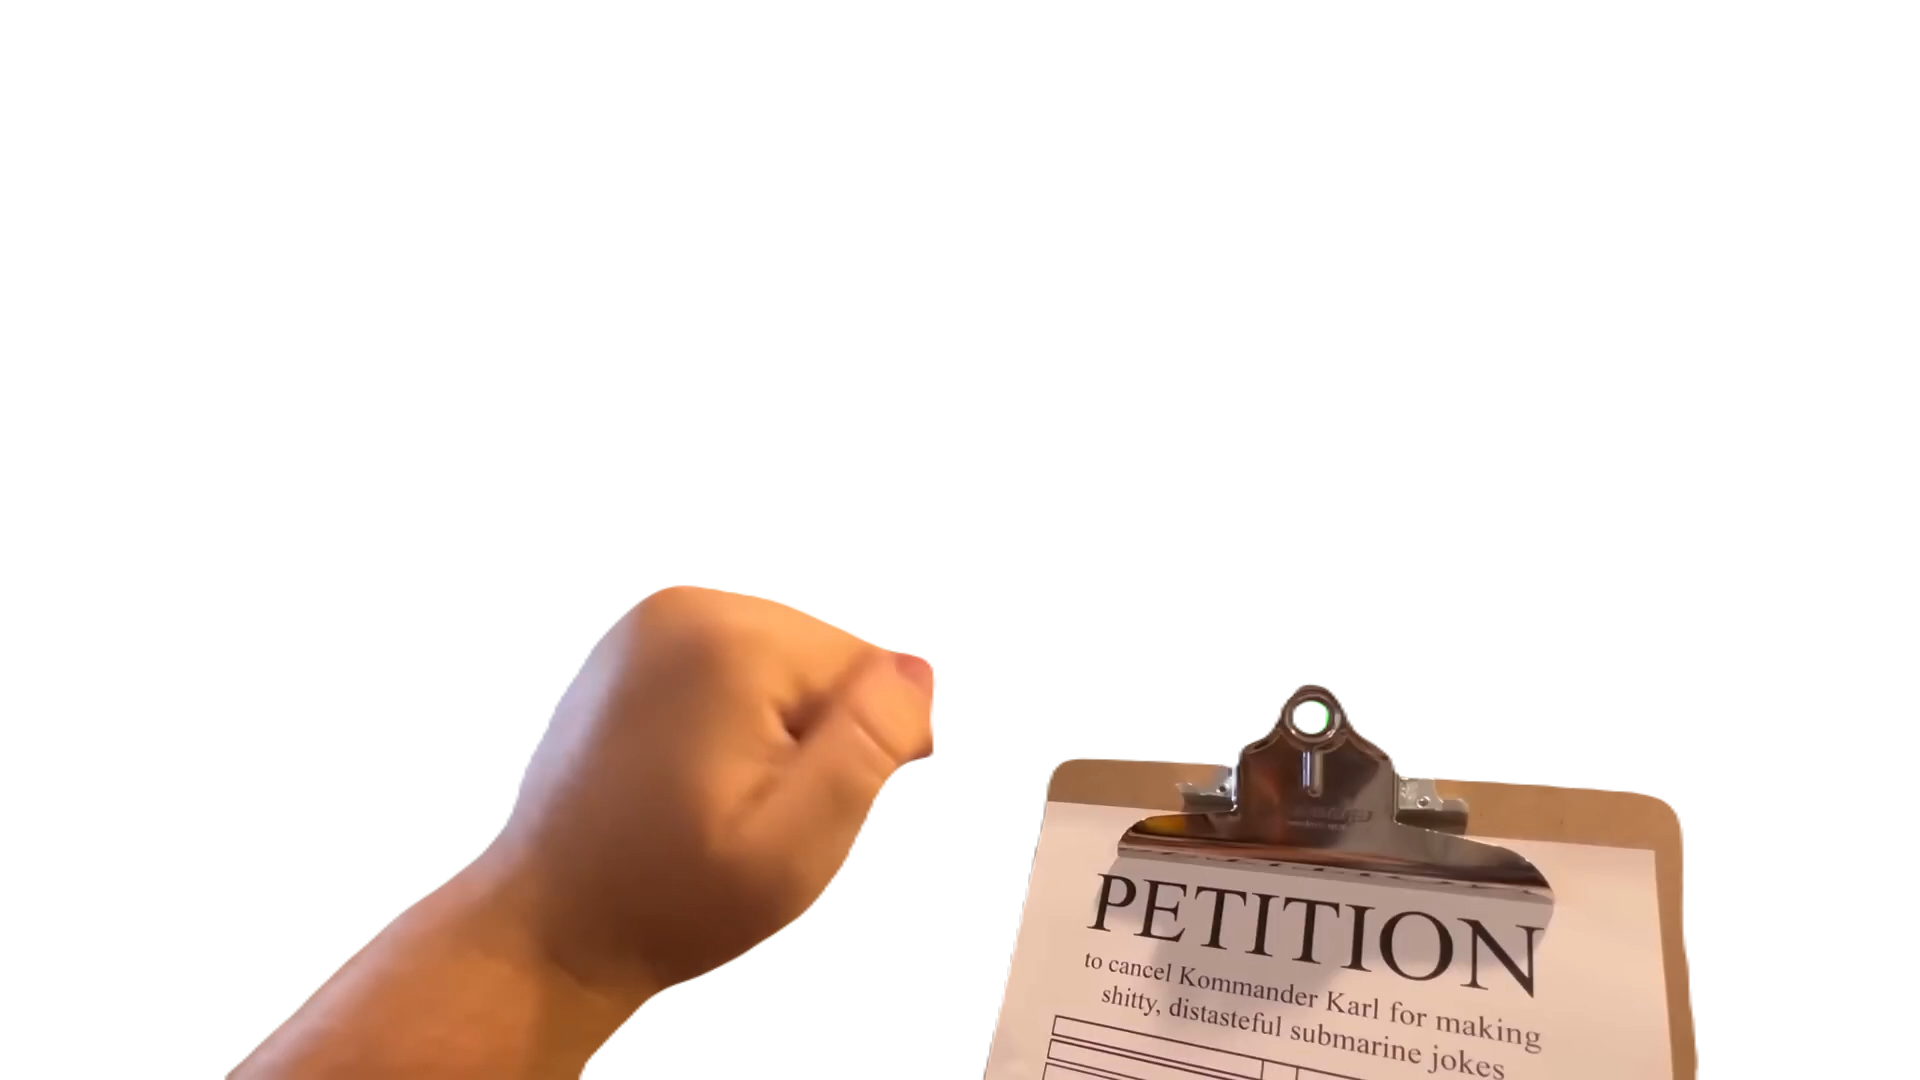 PETITION
to cancel Kommander Karl for making
shitty, distasteful submarine jokes